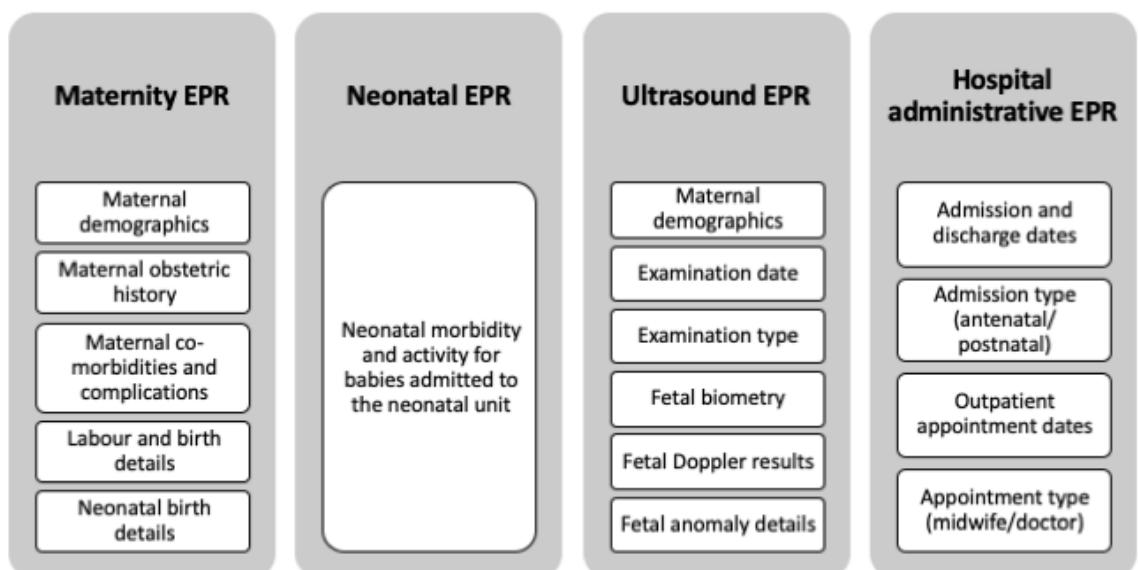 Maternity EPR
Maternal
demographics
Maternal obstetric
history
Maternal co-
morbidities and
complications
Labour and birth
details
Neonatal birth
details
Neonatal EPR
Neonatal morbidity
and activity for
babies admitted to
the neonatal unit
Ultrasound EPR
Maternal
demographics
Examination date
Examination type
Fetal biometry
Fetal Doppler results
Fetal anomaly details
Hospital
administrative EPR
Admission and
discharge dates
Admission type
(antenatal/
postnatal)
Outpatient
appointment dates
Appointment type
(midwife/doctor)